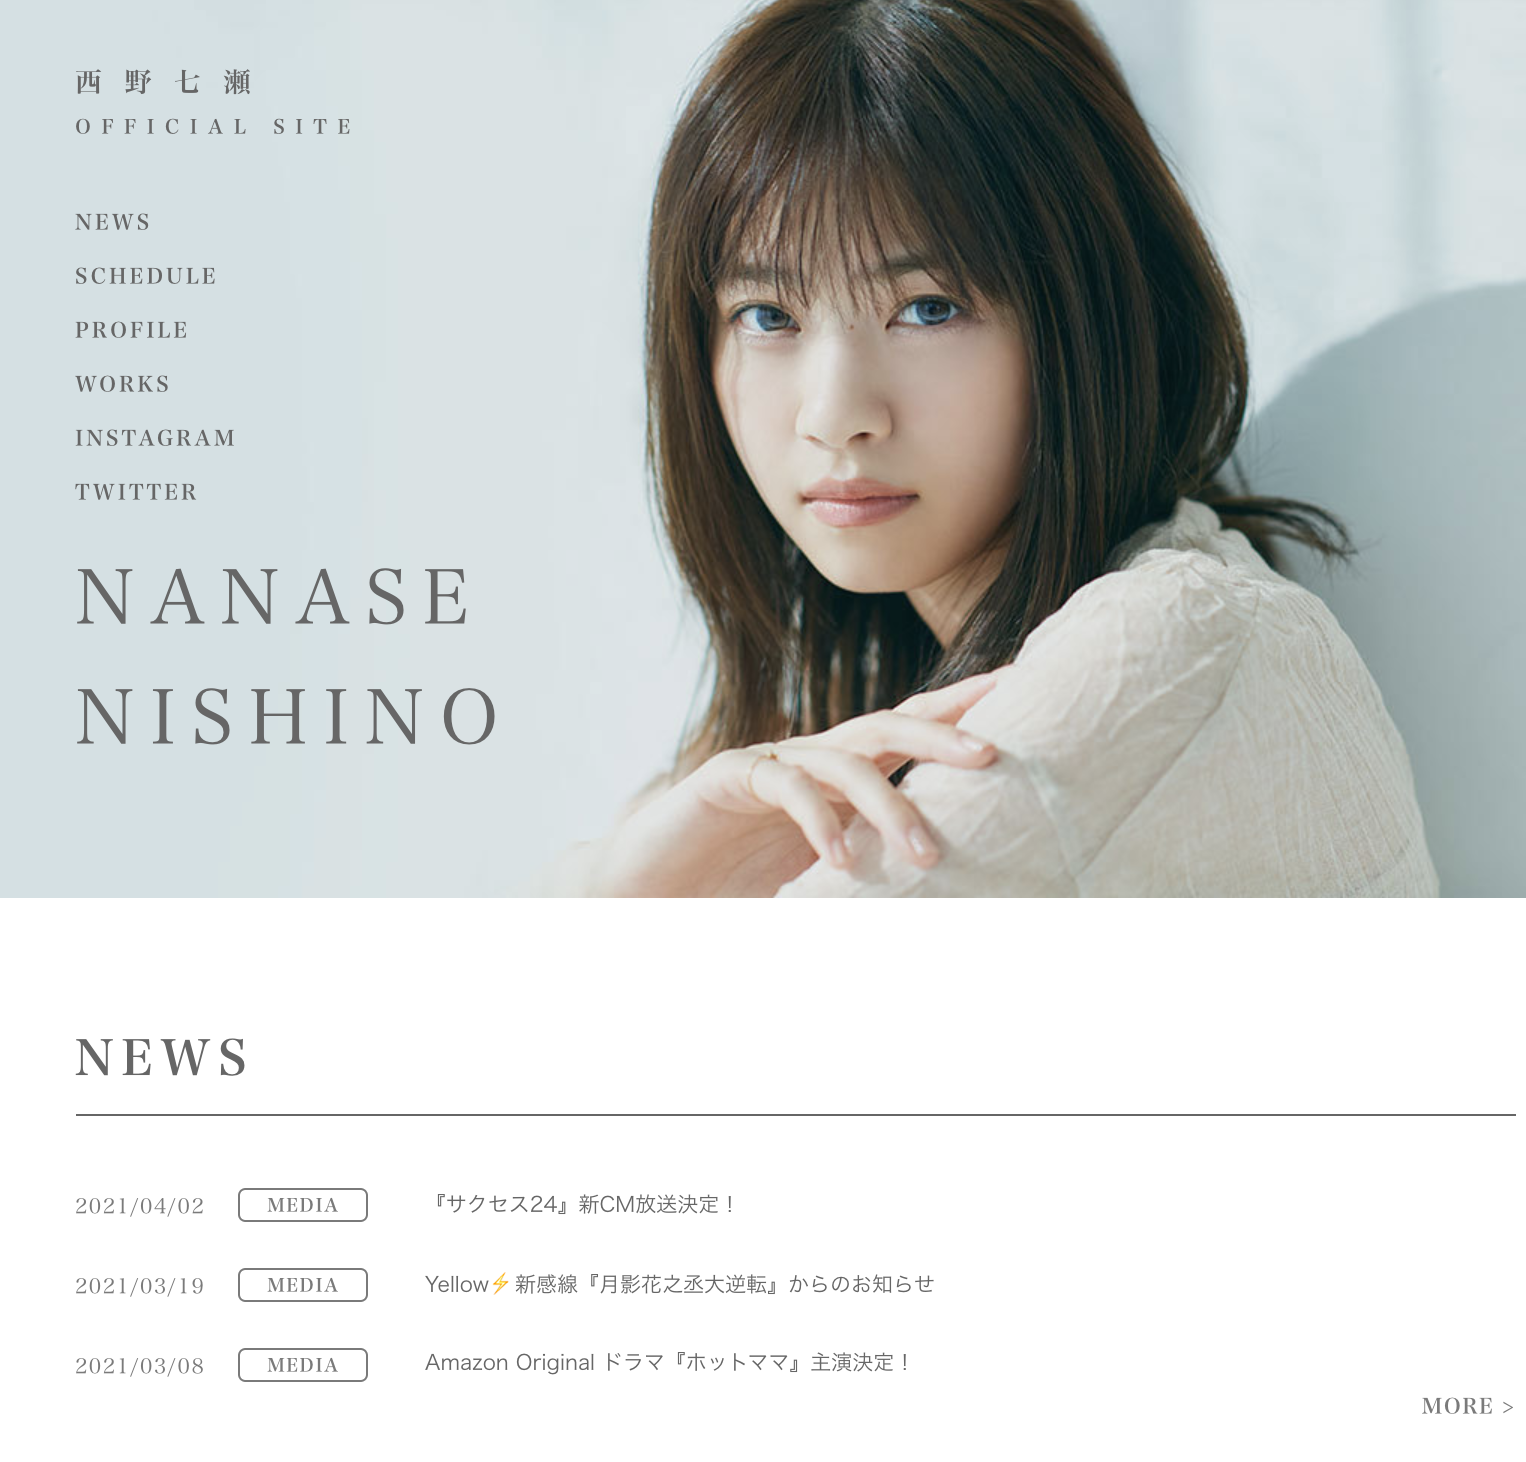 西野七瀬
OFFICIAL SITE
NEWS
SCHEDULE
PROFILE
WORKS
INSTAGRAM
TWITTER
NANASE
NISHINO
NEWS
2021/04/02 MEDIA 『サクセス24』新CM放送決定！
2021/03/19 MEDIA Yellow⚡新感線『月影花之丞大逆転』からのお知らせ
2021/03/08 MEDIA Amazon Original ドラマ『ホットママ』主演決定！
MORE >